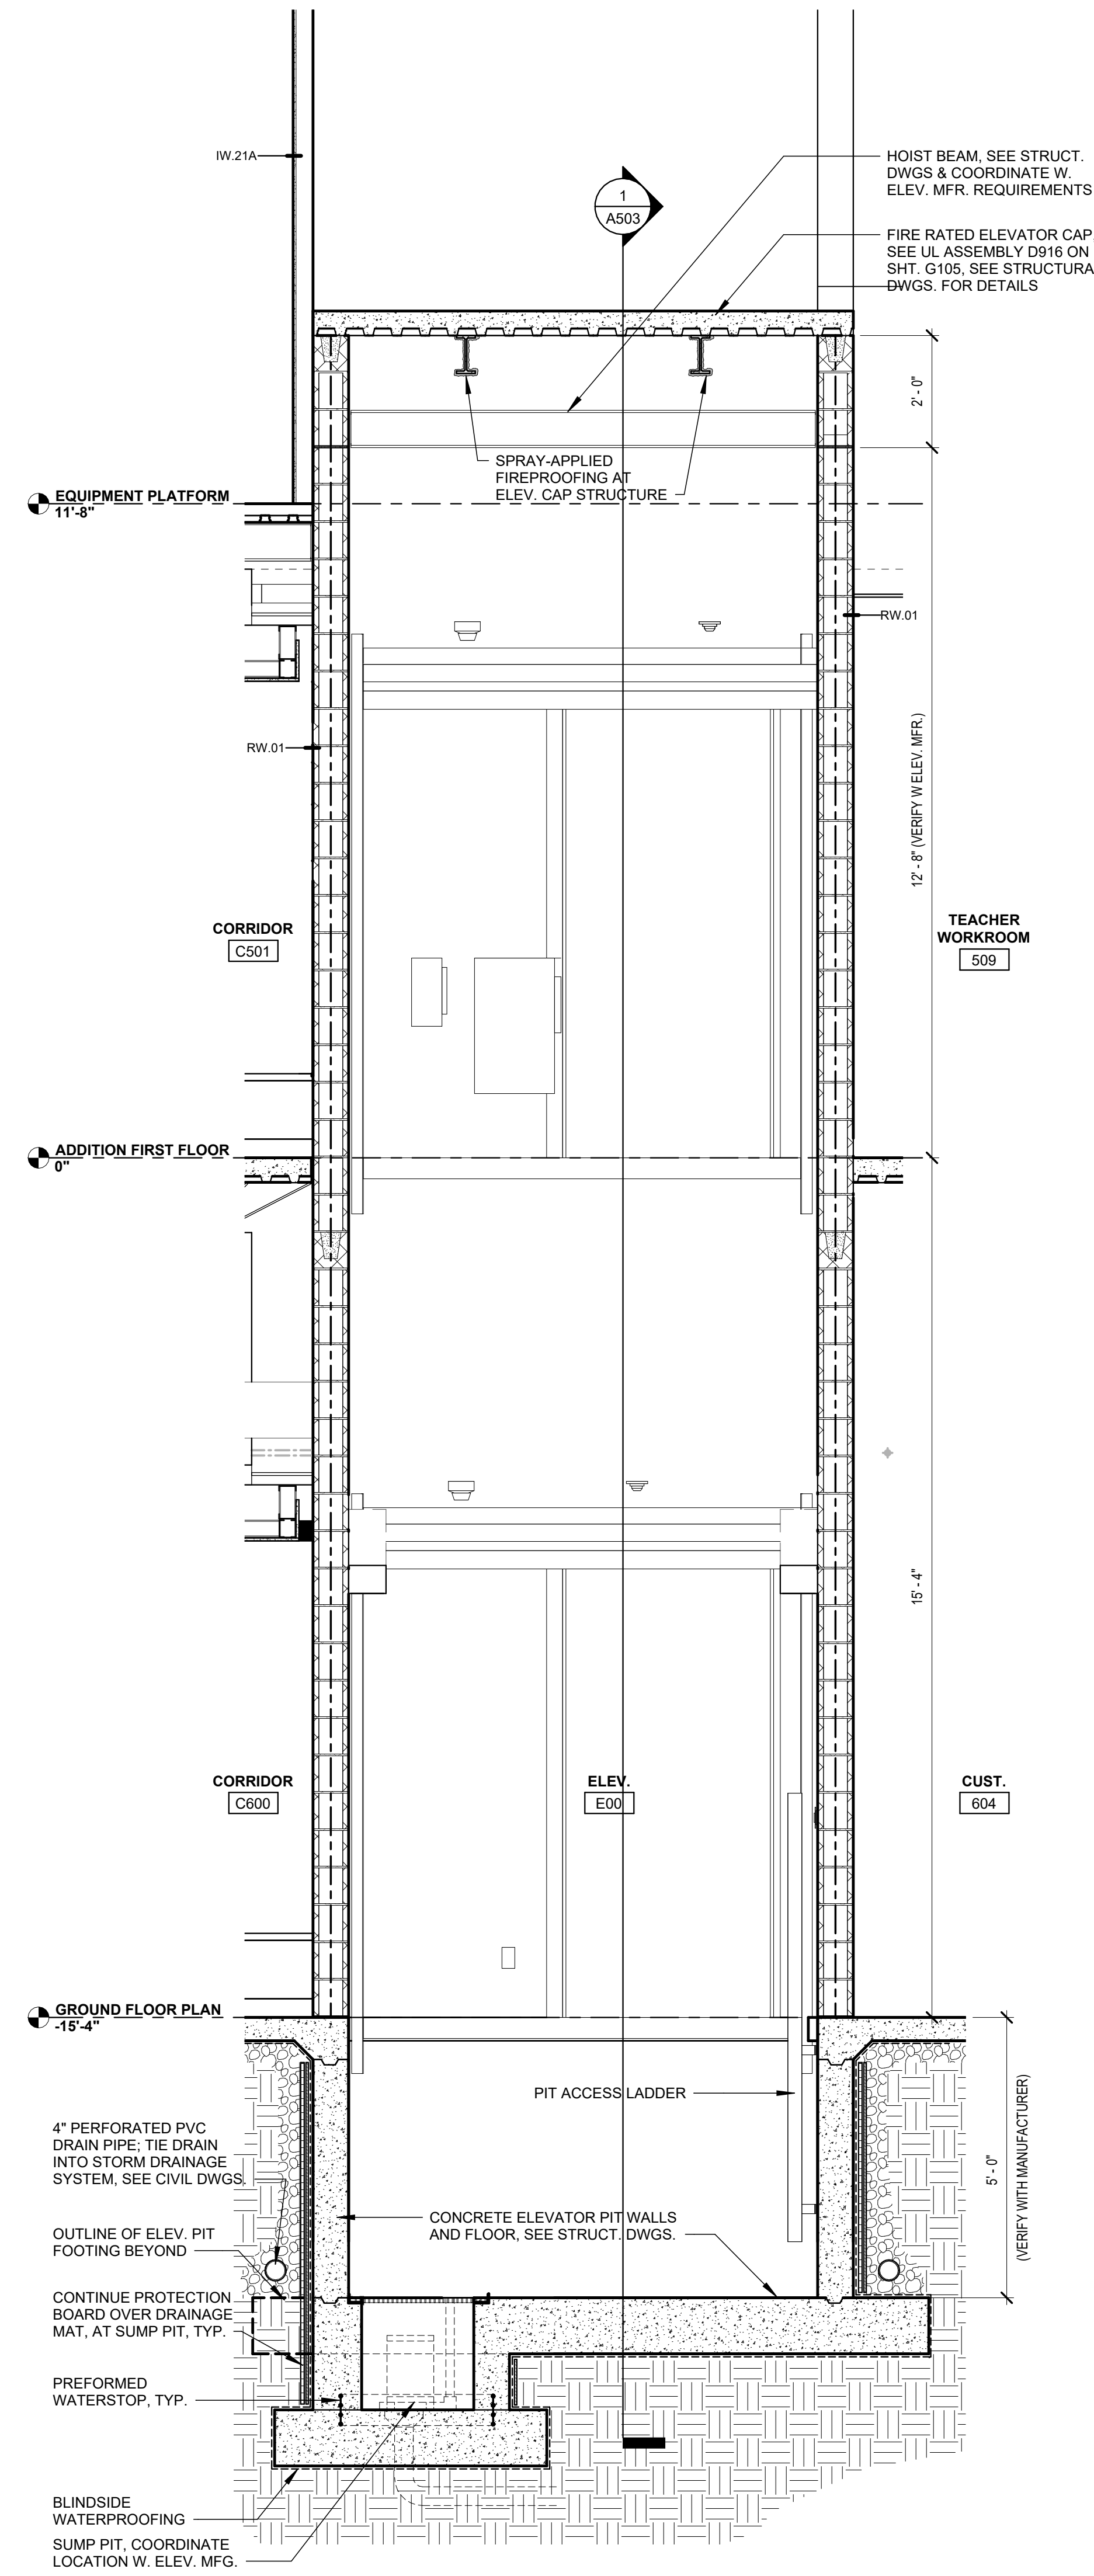 IW.21A
1
A503
HOIST BEAM, SEE STRUCT.
DWGS & COORDINATE W.
ELEV. MFR. REQUIREMENTS
FIRE RATED ELEVATOR CAP,
SEE UL ASSEMBLY D916 ON
SHT. G105, SEE STRUCTURA
DWGS. FOR DETAILS
2' - 0"
SPRAY-APPLIED
FIREPROOFING AT
ELEV. CAP STRUCTURE
EQUIPMENT PLATFORM
11'-8"
RW.01
RW.01
12' - 8" (VERIFY W ELEV. MFR.)
CORRIDOR
C501
TEACHER
WORKROOM
509
ADDITION FIRST FLOOR
0"
15' - 4"
CORRIDOR
C600
ELEV.
E00
CUST.
604
GROUND FLOOR PLAN
-15'-4"
PIT ACCESS LADDER
5' - 0"
(VERIFY WITH MANUFACTURER)
4" PERFORATED PVC
DRAIN PIPE; TIE DRAIN
INTO STORM DRAINAGE
SYSTEM, SEE CIVIL DWGS.
CONCRETE ELEVATOR PIT WALLS
AND FLOOR, SEE STRUCT. DWGS.
OUTLINE OF ELEV. PIT
FOOTING BEYOND
CONTINUE PROTECTION
BOARD OVER DRAINAGE
MAT, AT SUMP PIT, TYP.
PREFORMED
WATERSTOP, TYP.
BLINDSIDE
WATERPROOFING
SUMP PIT, COORDINATE
LOCATION W. ELEV. MFG.